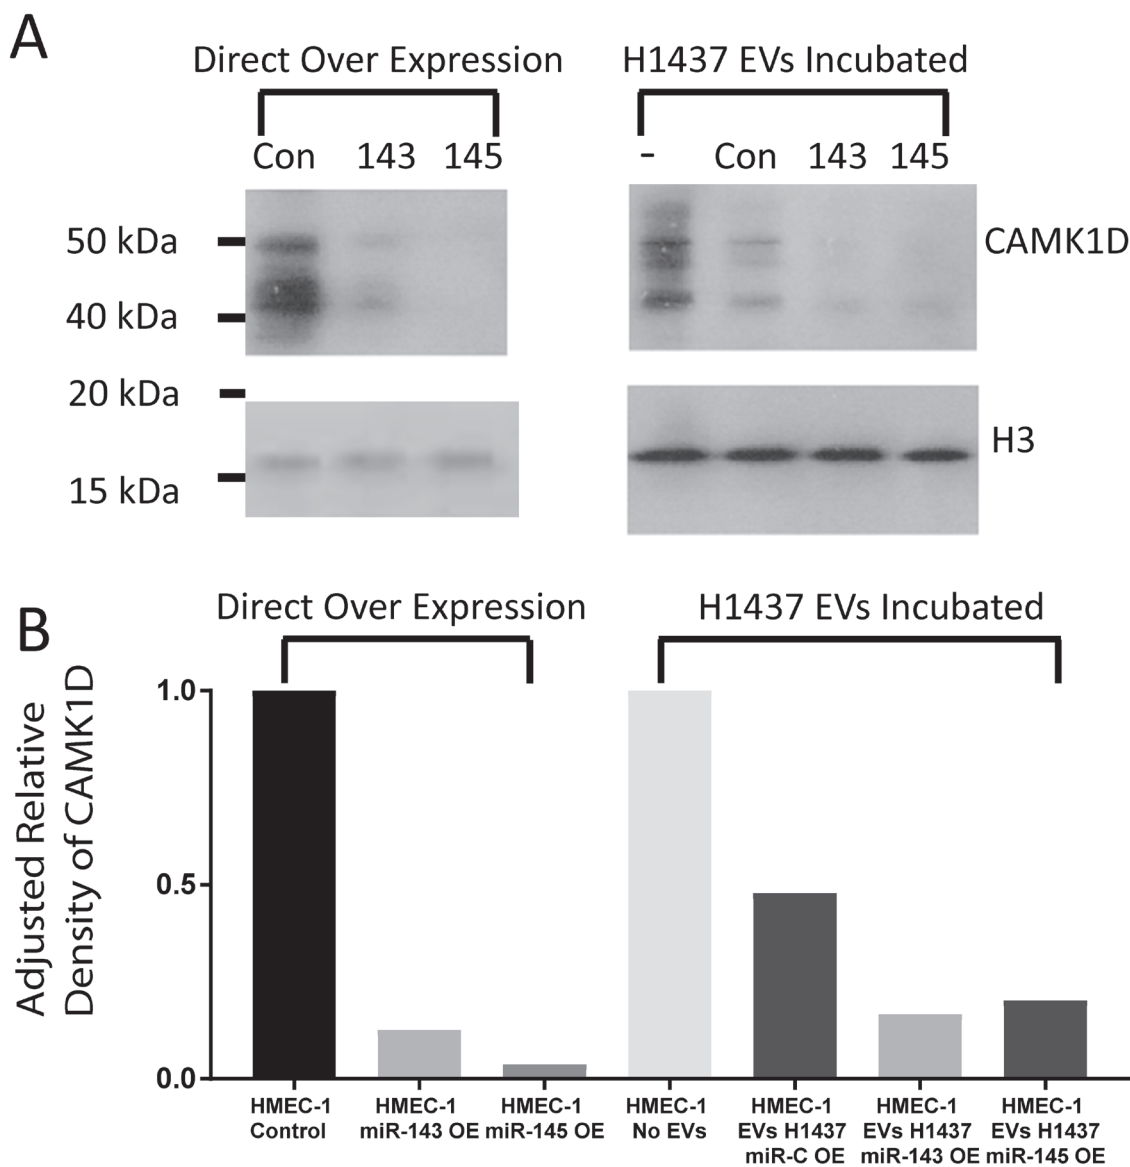 A
Direct Over Expression
H1437 EVs Incubated
Con 143 145
- Con 143 145
50 kDa
CAMK1D
40 kDa
20 kDa
H3
15 kDa
B
Direct Over Expression
H1437 EVs Incubated
Adjusted Relative
Density of CAMK1D
1.0
0.5
0.0
HMEC-1
Control
HMEC-1
miR-143 OE
HMEC-1
miR-145 OE
HMEC-1
No EVs
HMEC-1
EVs H1437
miR-C OE
HMEC-1
EVs H1437
miR-143 OE
HMEC-1
EVs H1437
miR-145 OE